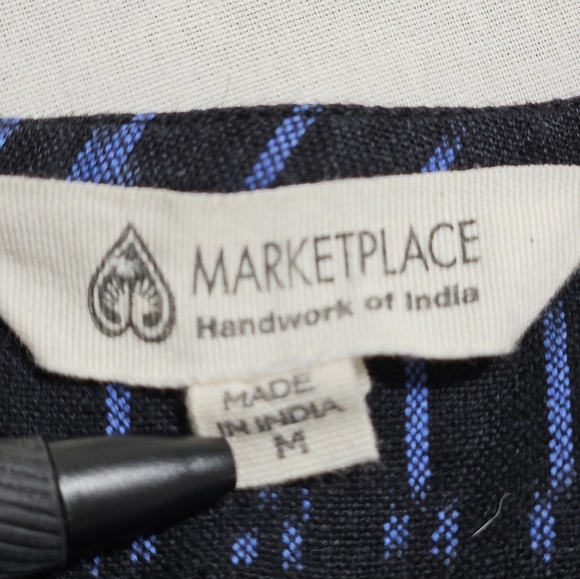 MARKETPLACE
Handwork of India
MADE
IN INDIA
M